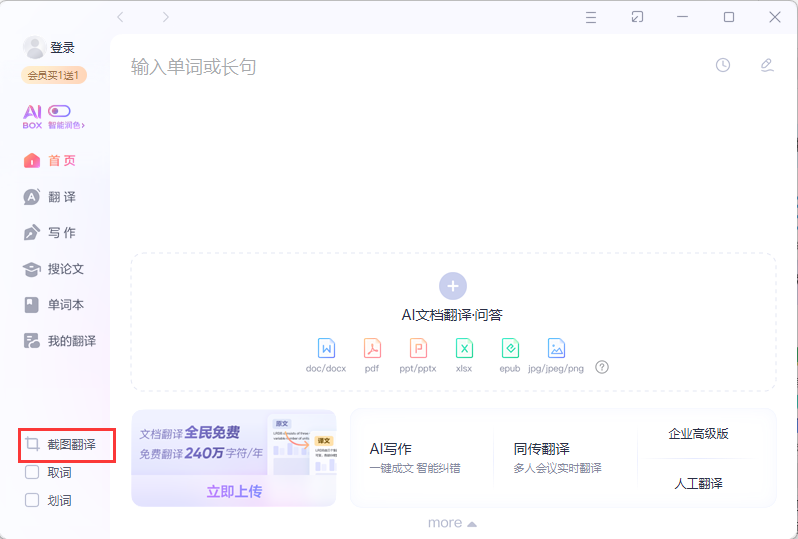 登录
会员买1送1
AI
BOX 智能润色
首页
翻译
写作
搜论文
单词本
我的翻译
截图翻译
取词
划词
输入单词或长句
AI文档翻译·问答
doc/docx
pdf
ppt/pptx
xlsx
epub
jpg/jpeg/png
?
文档翻译 全民免费
免费翻译 240万 字符/年
立即上传
原文
译文
AI写作
一键成文 智能纠错
同传翻译
多人会议实时翻译
企业高级版
人工翻译
more